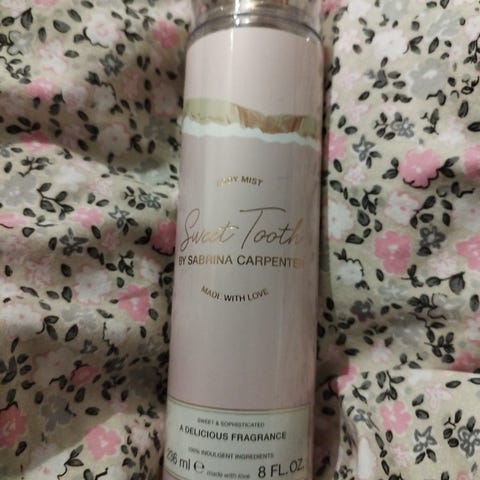 BODY MIST
Sweet Tooth
BY SABRINA CARPENTER
MADE WITH LOVE
SWEET & SOPHISTICATED
A DELICIOUS FRAGRANCE
100% INDULGENT INGREDIENTS
236 ml ℮ made with love 8 FL. OZ.